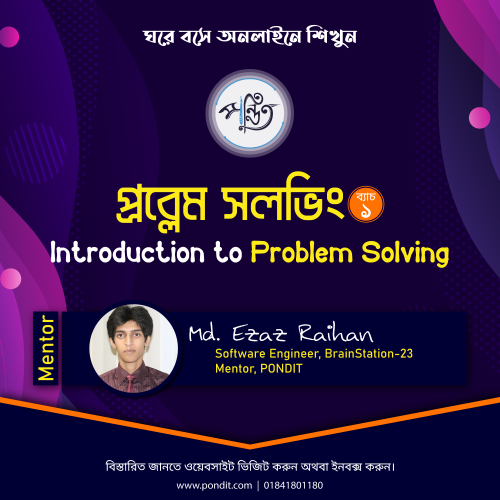 ঘরে বসে অনলাইনে শিখুন
পন্ডিত
প্রব্লেম সলভিং
ব্যাচ
১
Introduction to Problem Solving
Mentor
Md. Ezaz Raihan
Software Engineer, BrainStation-23
Mentor, PONDIT
বিস্তারিত জানতে ওয়েবসাইট ভিজিট করুন অথবা ইনবক্স করুন।
www.pondit.com | 01841801180